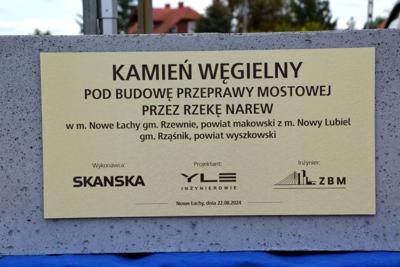 KAMIEŃ WĘGIELNY
POD BUDOWĘ PRZEPRAWY MOSTOWEJ
PRZEZ RZEKĘ NAREW
w m. Nowe Łachy gm. Rzewnie, powiat makowski z m. Nowy Lubiel
gm. Rząśnik, powiat wyszkowski
Wykonawca: Projektant: Inżynier:
SKANSKA YLE ZBM
INŻYNIEROWIE
Nowe Łachy, dnia 22.08.2024